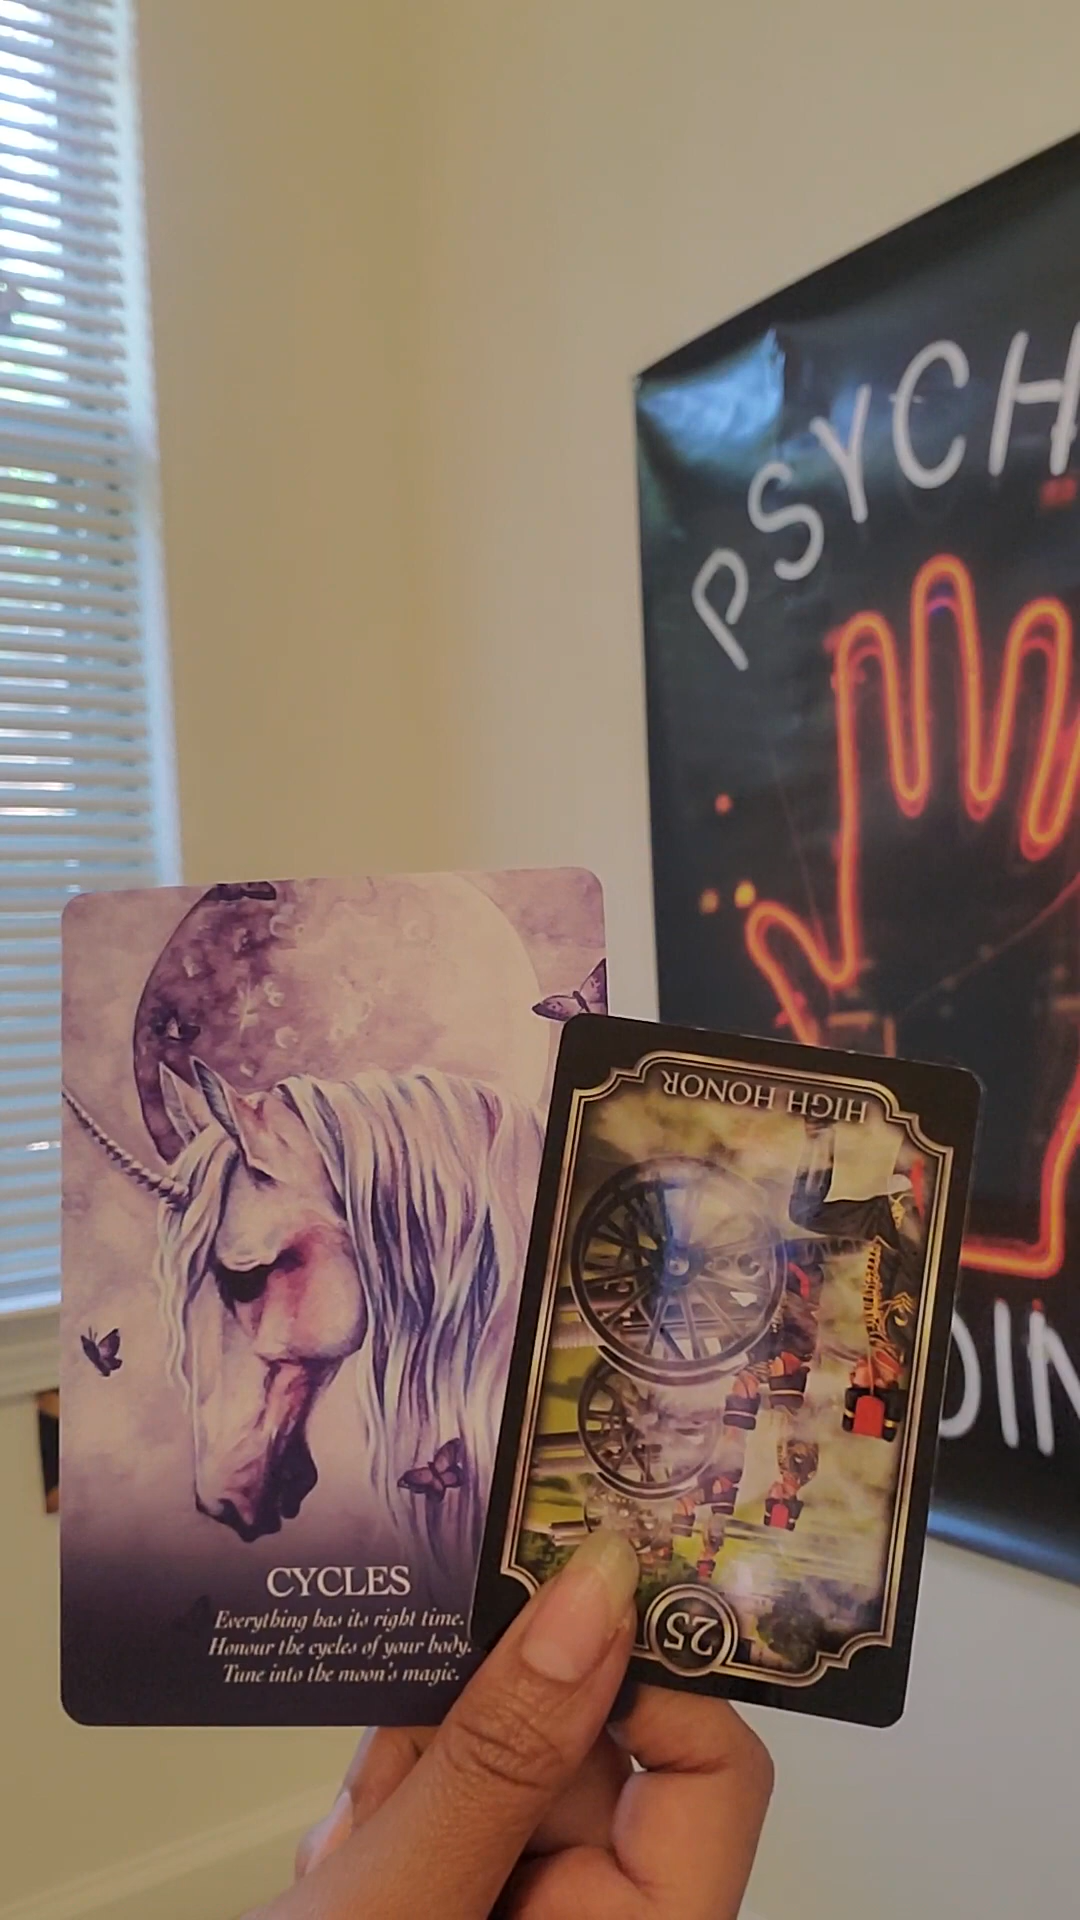 PSYCH
DIN
CYCLES
Everything has its right time.
Honour the cycles of your body.
Tune into the moon's magic.
HIGH HONOR
25